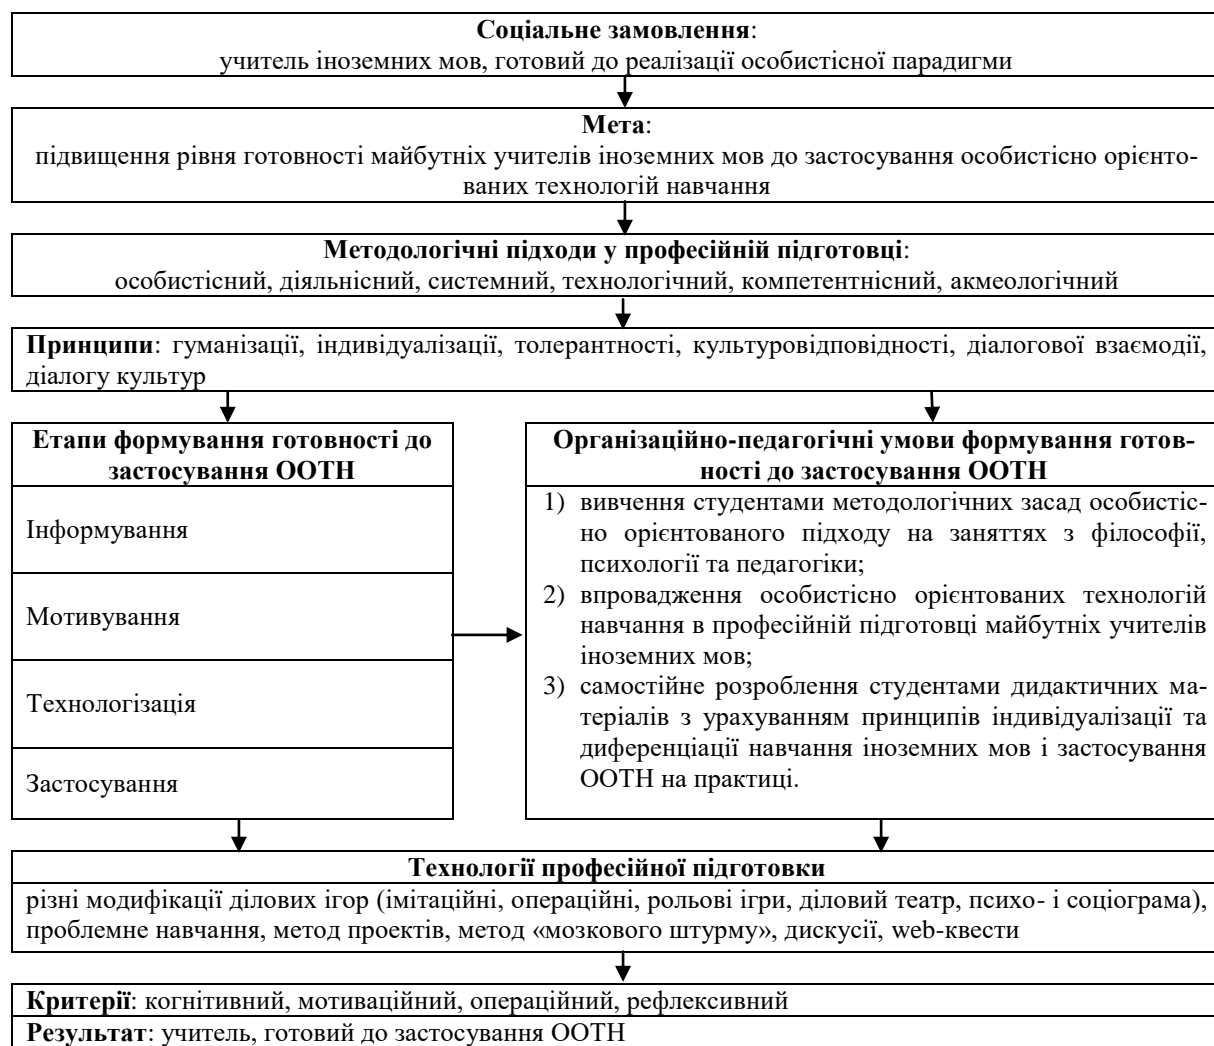 Соціальне замовлення:
учитель іноземних мов, готовий до реалізації особистісної парадигми
Мета:
підвищення рівня готовності майбутніх учителів іноземних мов до застосування особистісно орієнто-
ваних технологій навчання
Методологічні підходи у професійній підготовці:
особистісний, діяльнісний, системний, технологічний, компетентнісний, акмеологічний
Принципи: гуманізації, індивідуалізації, толерантності, культуровідповідності, діалогової взаємодії,
діалогу культур
Етапи формування готовності до
застосування ООТН
Інформування
Мотивування
Технологізація
Застосування
Організаційно-педагогічні умови формування готов-
ності до застосування ООТН
1) вивчення студентами методологічних засад особистіс-
но орієнтованого підходу на заняттях з філософії,
психології та педагогіки;
2) впровадження особистісно орієнтованих технологій
навчання в професійній підготовці майбутніх учителів
іноземних мов;
3) самостійне розроблення студентами дидактичних ма-
теріалів з урахуванням принципів індивідуалізації та
диференціації навчання іноземних мов і застосування
ООТН на практиці.
Технології професійної підготовки
різні модифікації ділових ігор (імітаційні, операційні, рольові ігри, діловий театр, психо- і соціограма),
проблемне навчання, метод проектів, метод «мозкового штурму», дискусії, web-квести
Критерії: когнітивний, мотиваційний, операційний, рефлексивний
Результат: учитель, готовий до застосування ООТН